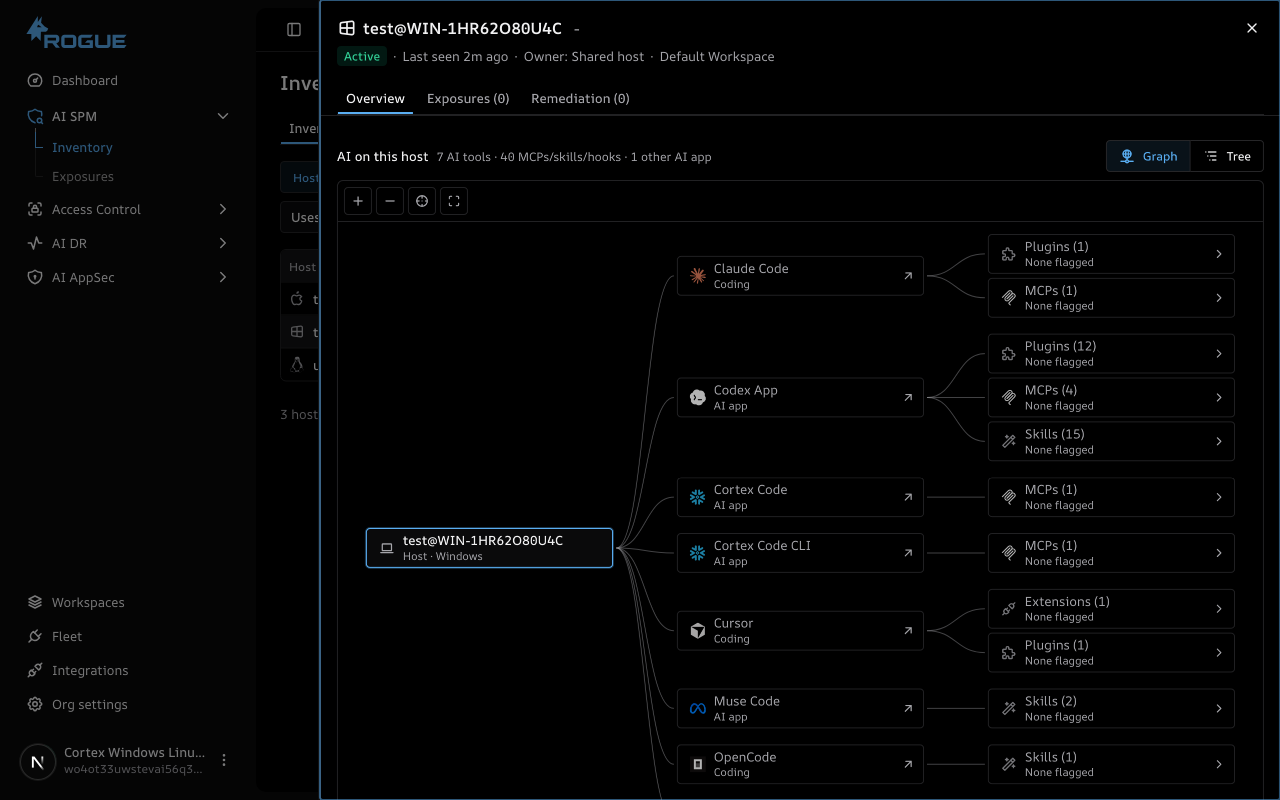 ROGUE
Dashboard
AI SPM
Inventory
Exposures
Access Control
AI DR
AI AppSec
Workspaces
Fleet
Integrations
Org settings
N
Cortex Windows Linu...
wo4ot33uwstevai56q3...
Inve
Inver
Host
Uses
Host
t
t
u
3 host
test@WIN-1HR62O80U4C -
Active · Last seen 2m ago · Owner: Shared host · Default Workspace
Overview Exposures (0) Remediation (0)
AI on this host 7 AI tools · 40 MCPs/skills/hooks · 1 other AI app
Graph Tree
test@WIN-1HR62O80U4C
Host · Windows
Claude Code
Coding
Plugins (1)
None flagged
MCPs (1)
None flagged
Codex App
AI app
Plugins (12)
None flagged
MCPs (4)
None flagged
Skills (15)
None flagged
Cortex Code
AI app
MCPs (1)
None flagged
Cortex Code CLI
AI app
MCPs (1)
None flagged
Cursor
Coding
Extensions (1)
None flagged
Plugins (1)
None flagged
Muse Code
AI app
Skills (2)
None flagged
OpenCode
Coding
Skills (1)
None flagged